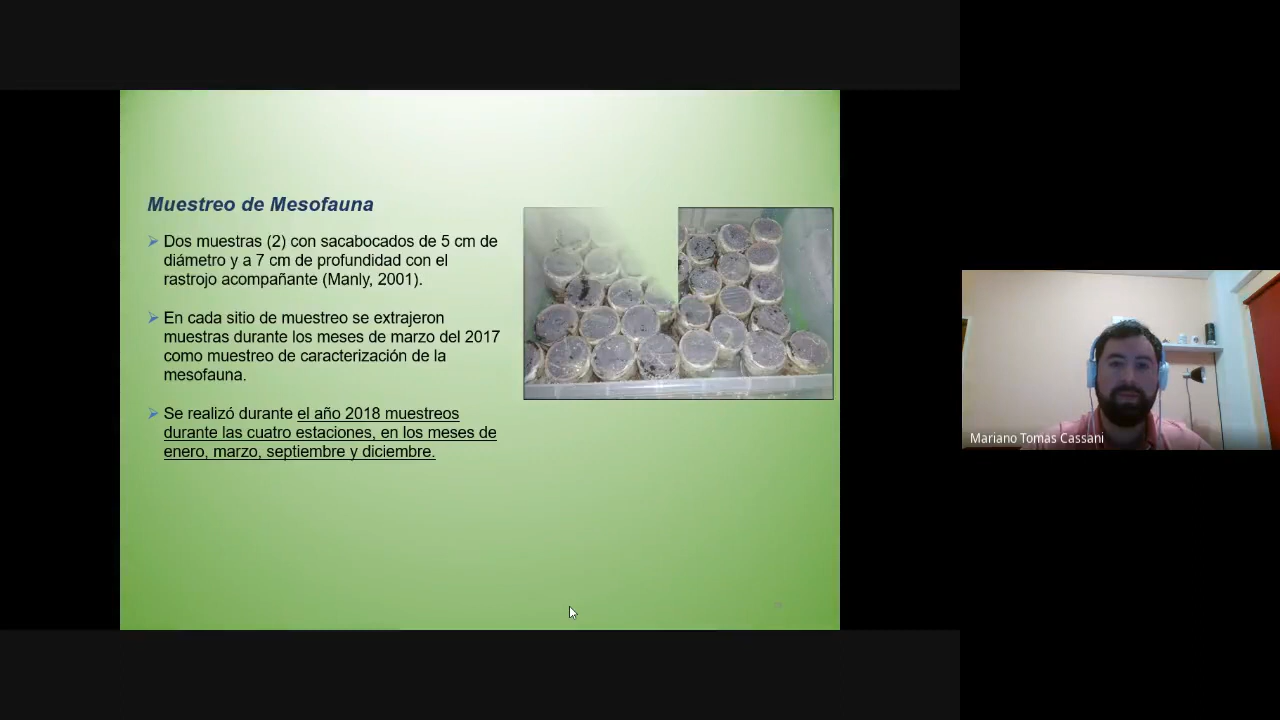 Muestreo de Mesofauna
Dos muestras (2) con sacabocados de 5 cm de
diámetro y a 7 cm de profundidad con el
rastrojo acompañante (Manly, 2001).
En cada sitio de muestreo se extrajeron
muestras durante los meses de marzo del 2017
como muestreo de caracterización de la
mesofauna.
Se realizó durante el año 2018 muestreos
durante las cuatro estaciones, en los meses de
enero, marzo, septiembre y diciembre.
Mariano Tomas Cassani